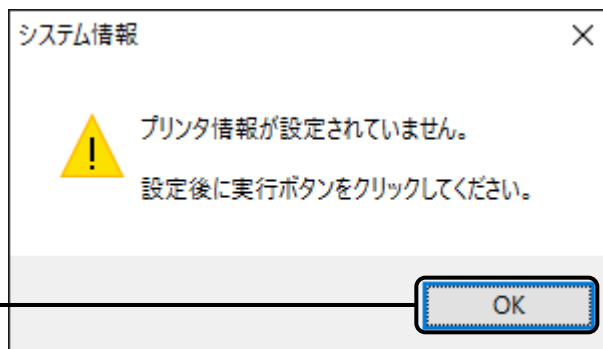 システム情報
プリンタ情報が設定されていません。
設定後に実行ボタンをクリックしてください。
OK